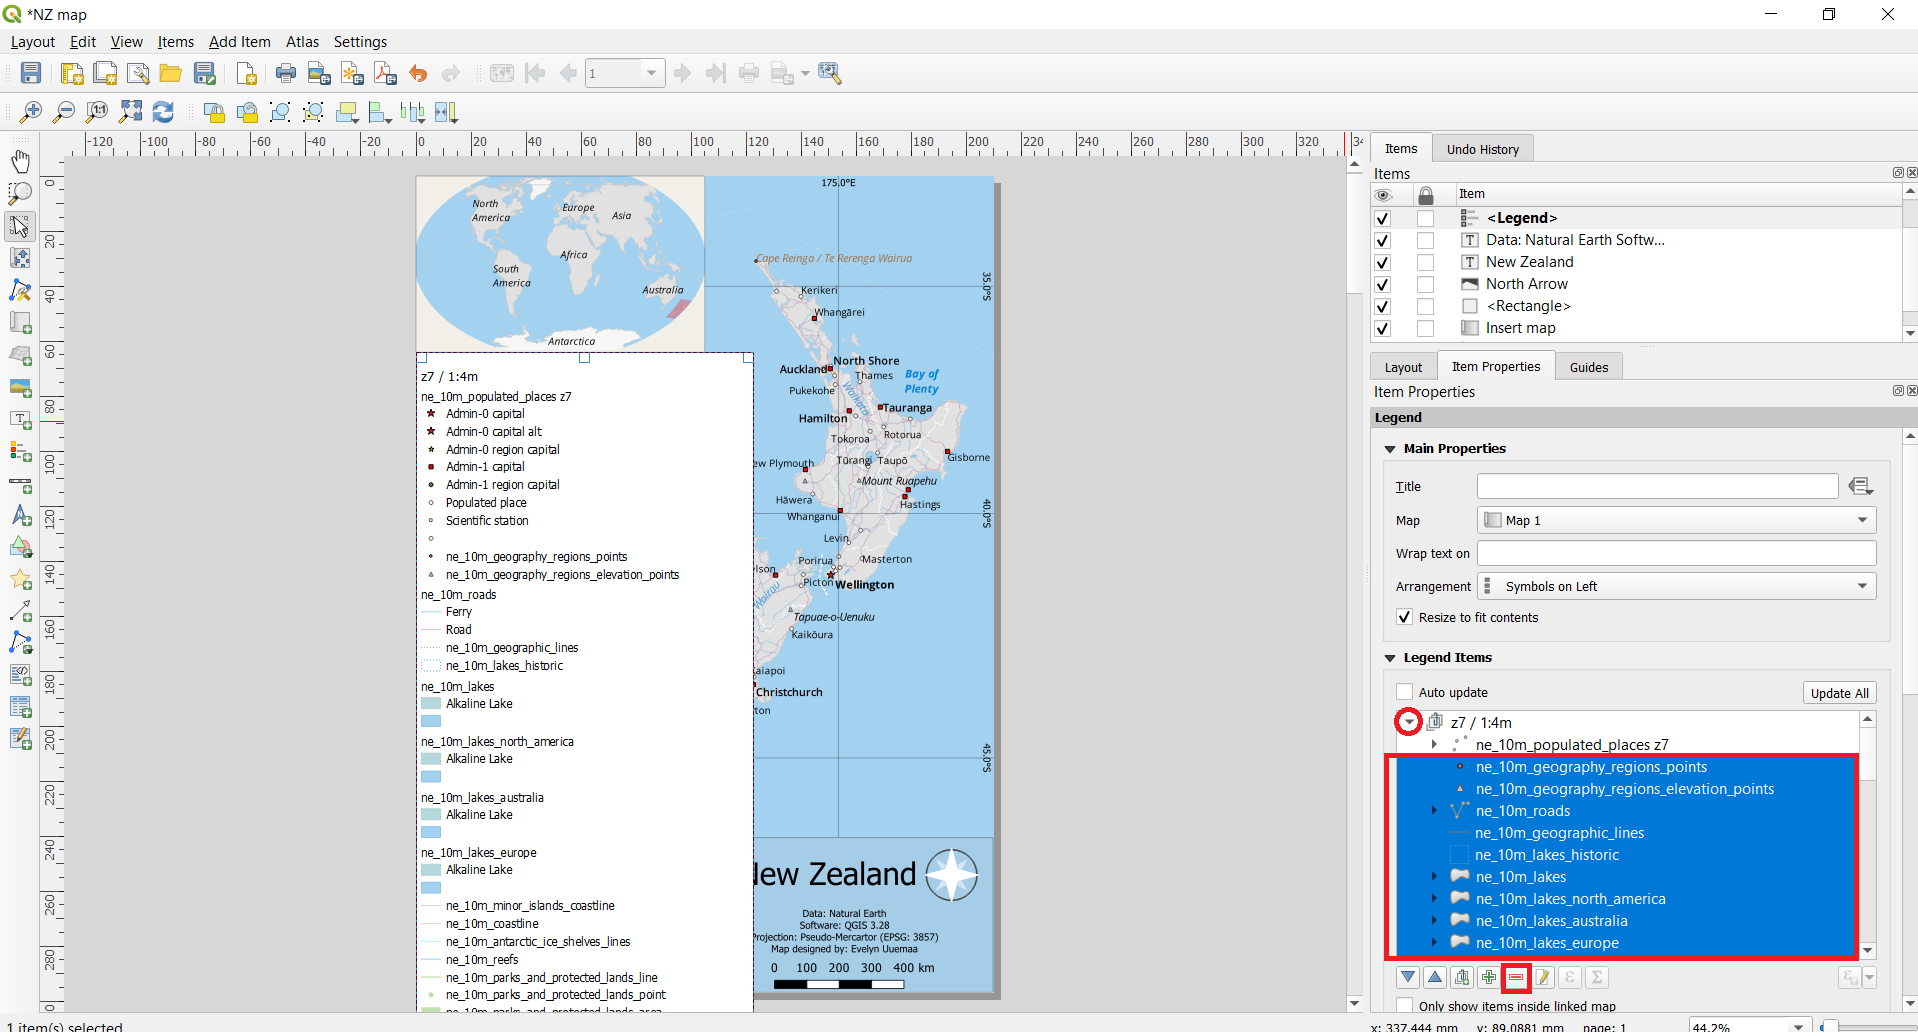 *NZ map
Layout Edit View Items Add Item Atlas Settings
1
-120 -100 -80 -60 -40 -20 0 20 40 60 80 100 120 140 160 180 200 220 240 260 280 300 320 34
0
20
40
60
80
100
120
140
160
180
200
220
240
260
280
0
North
America
Europe
Asia
Africa
South
America
Australia
Antarctica
175.0°E
35.0°S
40.0°S
45.0°S
Cape Reinga / Te Rerenga Wairua
Kerikeri
Whangārei
North Shore
Auckland
Thames
Bay of
Plenty
Pukekohe
Waikato
Tauranga
Hamilton
Tokoroa
Rotorua
Gisborne
ew Plymouth
Tūrangi
Taupō
Mount Ruapehu
Hāwera
Hastings
Whanganui
Levin
Porirua
Masterton
lson
Picton
Wellington
Wairau
Tapuae-o-Uenuku
Kaikōura
aiapoi
Christchurch
ton
z7 / 1:4m
ne_10m_populated_places z7
Admin-0 capital
Admin-0 capital alt
Admin-0 region capital
Admin-1 capital
Admin-1 region capital
Populated place
Scientific station
ne_10m_geography_regions_points
ne_10m_geography_regions_elevation_points
ne_10m_roads
Ferry
Road
ne_10m_geographic_lines
ne_10m_lakes_historic
ne_10m_lakes
Alkaline Lake
ne_10m_lakes_north_america
Alkaline Lake
ne_10m_lakes_australia
Alkaline Lake
ne_10m_lakes_europe
Alkaline Lake
ne_10m_minor_islands_coastline
ne_10m_coastline
ne_10m_antarctic_ice_shelves_lines
ne_10m_reefs
ne_10m_parks_and_protected_lands_line
ne_10m_parks_and_protected_lands_point
ne_10m_parks_and_protected_lands_area
New Zealand
Data: Natural Earth
Software: QGIS 3.28
Projection: Pseudo-Mercartor (EPSG: 3857)
Map designed by: Evelyn Uuemaa
0 100 200 300 400 km
Items Undo History
Items
Item
<Legend>
Data: Natural Earth Softw...
New Zealand
North Arrow
<Rectangle>
Insert map
Layout Item Properties Guides
Item Properties
Legend
Main Properties
Title
Map Map 1
Wrap text on
Arrangement Symbols on Left
Resize to fit contents
Legend Items
Auto update Update All
z7 / 1:4m
ne_10m_populated_places z7
ne_10m_geography_regions_points
ne_10m_geography_regions_elevation_points
ne_10m_roads
ne_10m_geographic_lines
ne_10m_lakes_historic
ne_10m_lakes
ne_10m_lakes_north_america
ne_10m_lakes_australia
ne_10m_lakes_europe
Only show items inside linked map
1 item(s) selected
x: 337.444 mm y: 89.0881 mm page: 1 44.2%